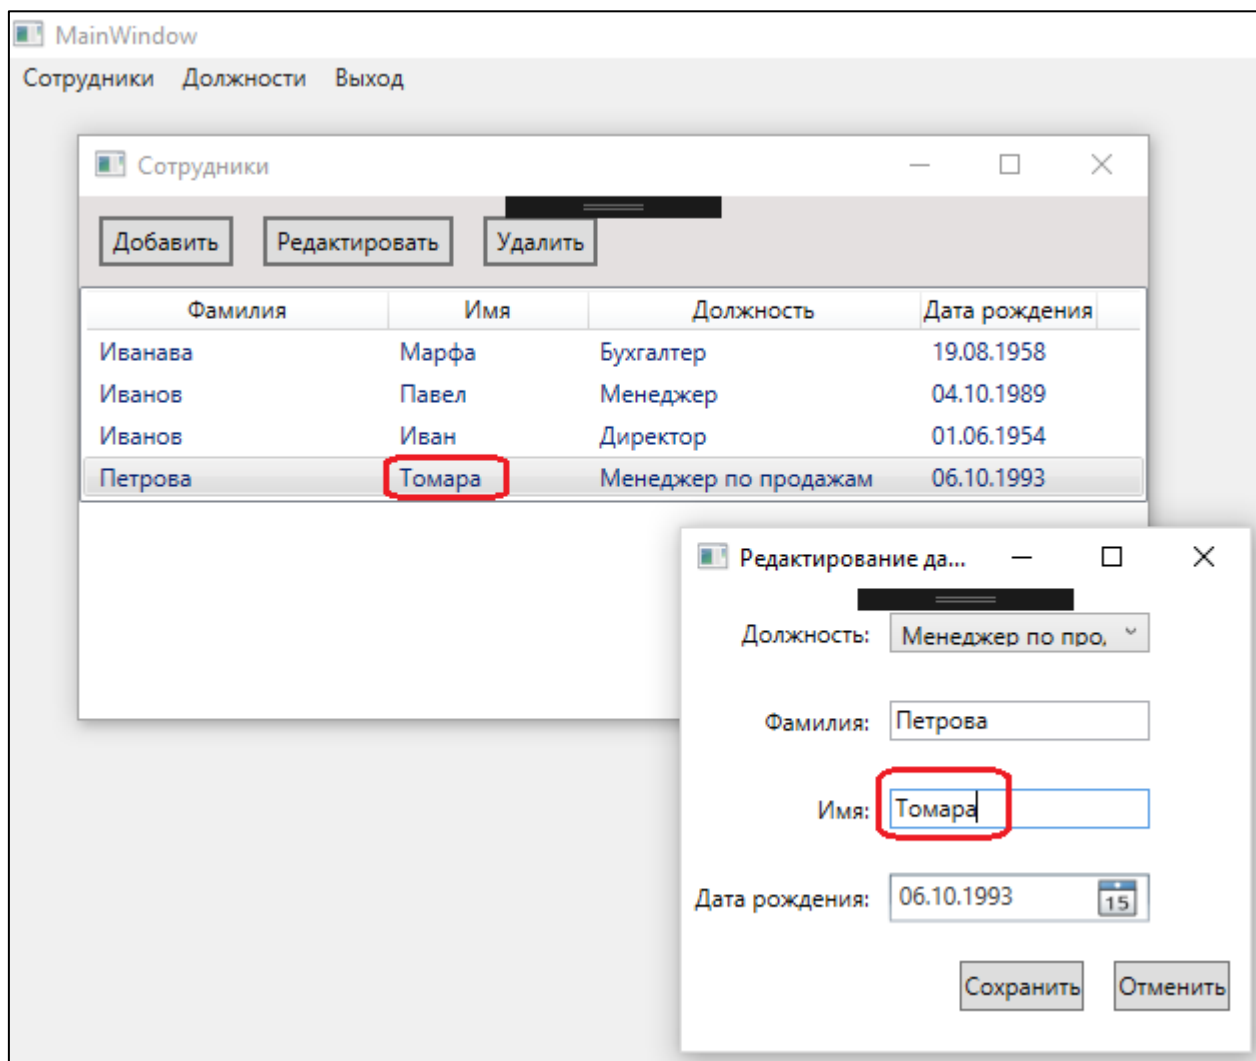 MainWindow
Сотрудники Должности Выход
Сотрудники
Добавить Редактировать Удалить
Фамилия Имя Должность Дата рождения
Иванава Марфа Бухгалтер 19.08.1958
Иванов Павел Менеджер 04.10.1989
Иванов Иван Директор 01.06.1954
Петрова Томара Менеджер по продажам 06.10.1993
Редактирование да...
Должность: Менеджер по про,
Фамилия: Петрова
Имя: Томара
Дата рождения: 06.10.1993 15
Сохранить Отменить